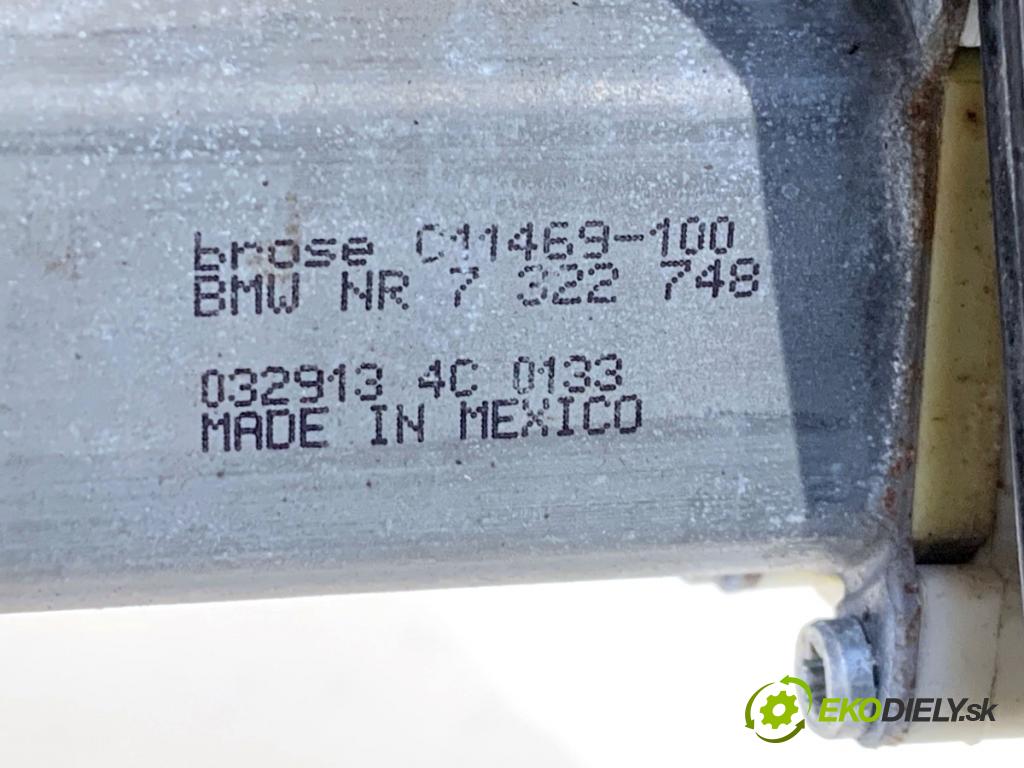 brose C11469-100
BMW NR 7 322 748
032913 4C 0133
MADE IN MEXICO
EKODIELY.sk